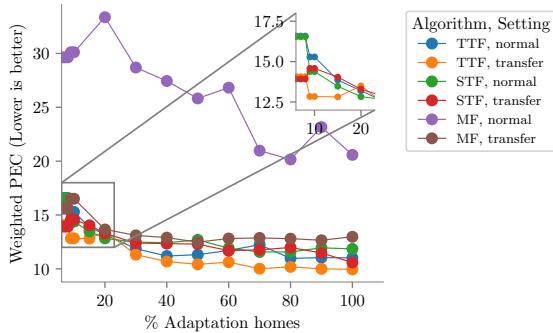 Weighted PEC (Lower is better)
30
25
20
15
10
20
40
60
80
100
% Adaptation homes
17.5
15.0
12.5
10
20
Algorithm, Setting
TTF, normal
TTF, transfer
STF, normal
STF, transfer
MF, normal
MF, transfer